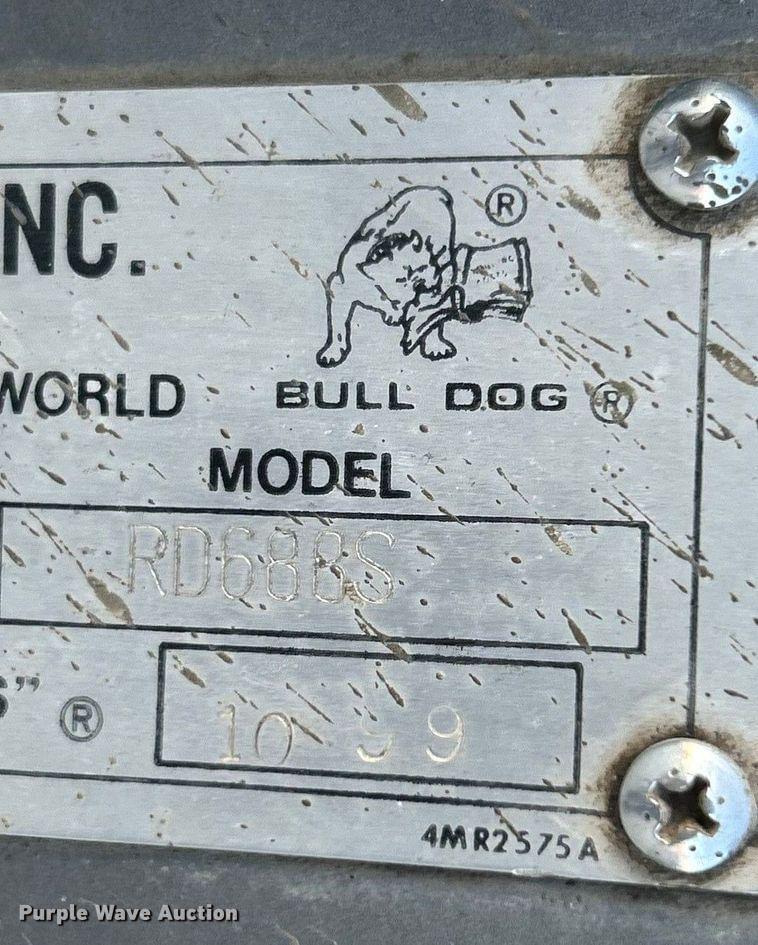 NC.
®
WORLD
BULL DOG ®
MODEL
RD688S
S” ®
10 99
4MR2575A
Purple Wave Auction